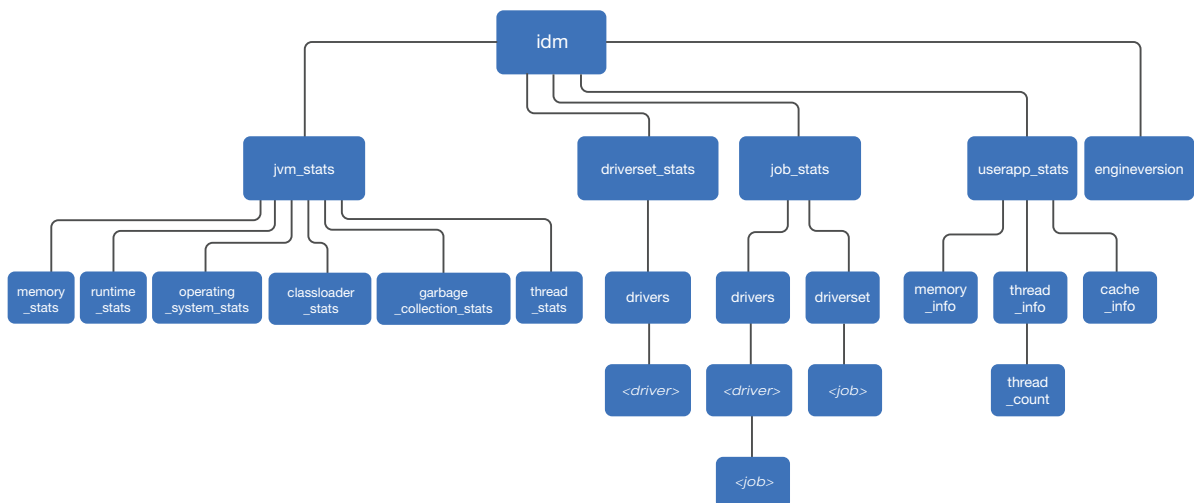 idm
jvm_stats
driverset_stats
job_stats
userapp_stats
engineversion
memory
_stats
runtime
_stats
operating
_system_stats
classloader
_stats
garbage
_collection_stats
thread
_stats
drivers
drivers
driverset
memory
_info
thread
_info
cache
_info
<driver>
<driver>
<job>
thread
_count
<job>